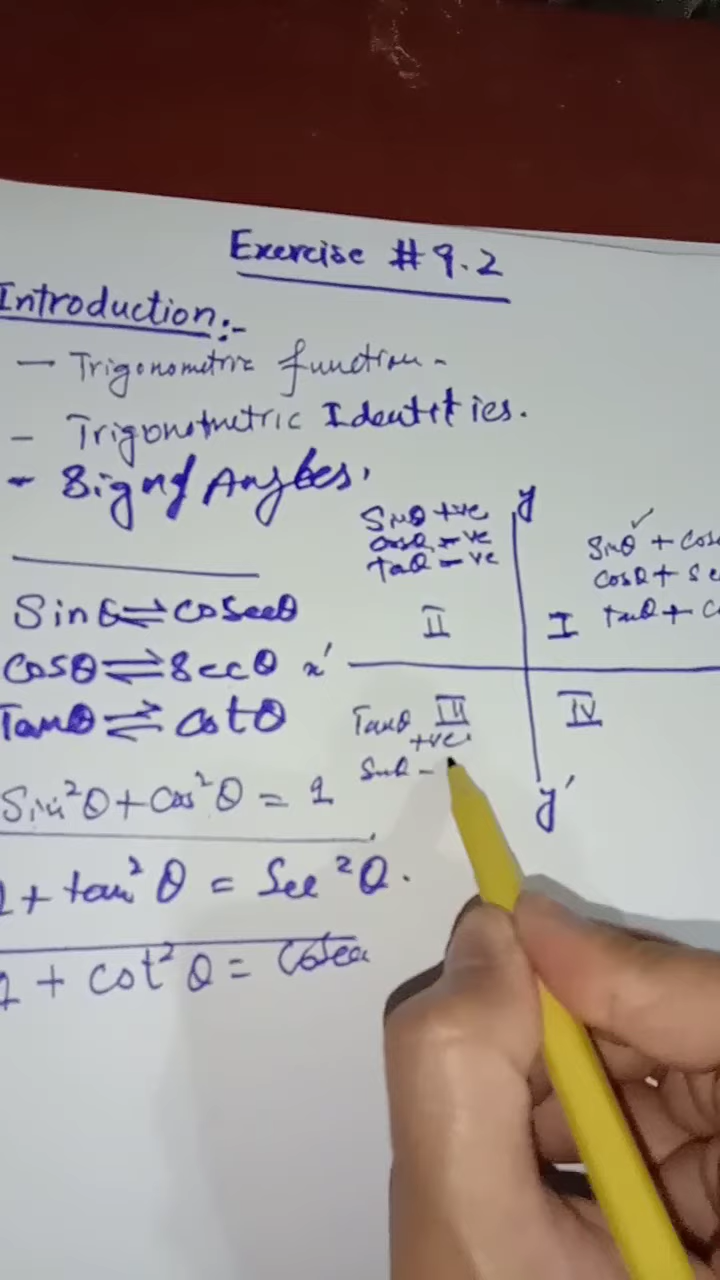 Exercise #9.2
Introduction:-
- Trigonometric function -
- Trigonometric Identities.
- Sign of Angles,
Sinθ⇌Cosecθ
Cosθ⇌Secθ
Tanθ⇌Cotθ
Sin²θ+Cos²θ = 1
1 + tan²θ = Sec²θ.
1 + cot²θ = Cosec
y
Sinθ +ve
Cosθ -ve
Tanθ -ve
II
Sinθ ✓ + Cos
Cosθ + Se
Tanθ + C
I
x'
Tanθ III
+ve
Sinθ -
IV
y'